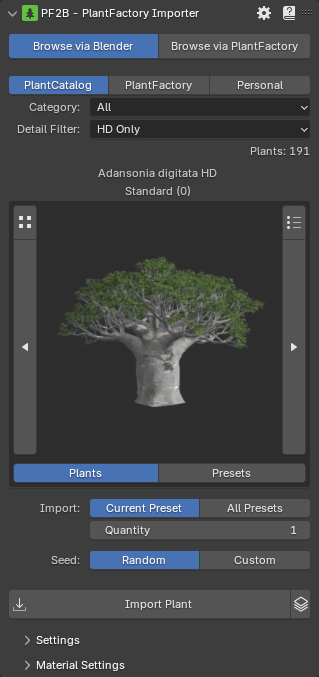 PF2B - PlantFactory Importer
Browse via Blender Browse via PlantFactory
PlantCatalog PlantFactory Personal
Category: All
Detail Filter: HD Only
Plants: 191
Adansonia digitata HD
Standard (0)
Plants Presets
Import: Current Preset All Presets
Quantity 1
Seed: Random Custom
Import Plant
Settings
Material Settings